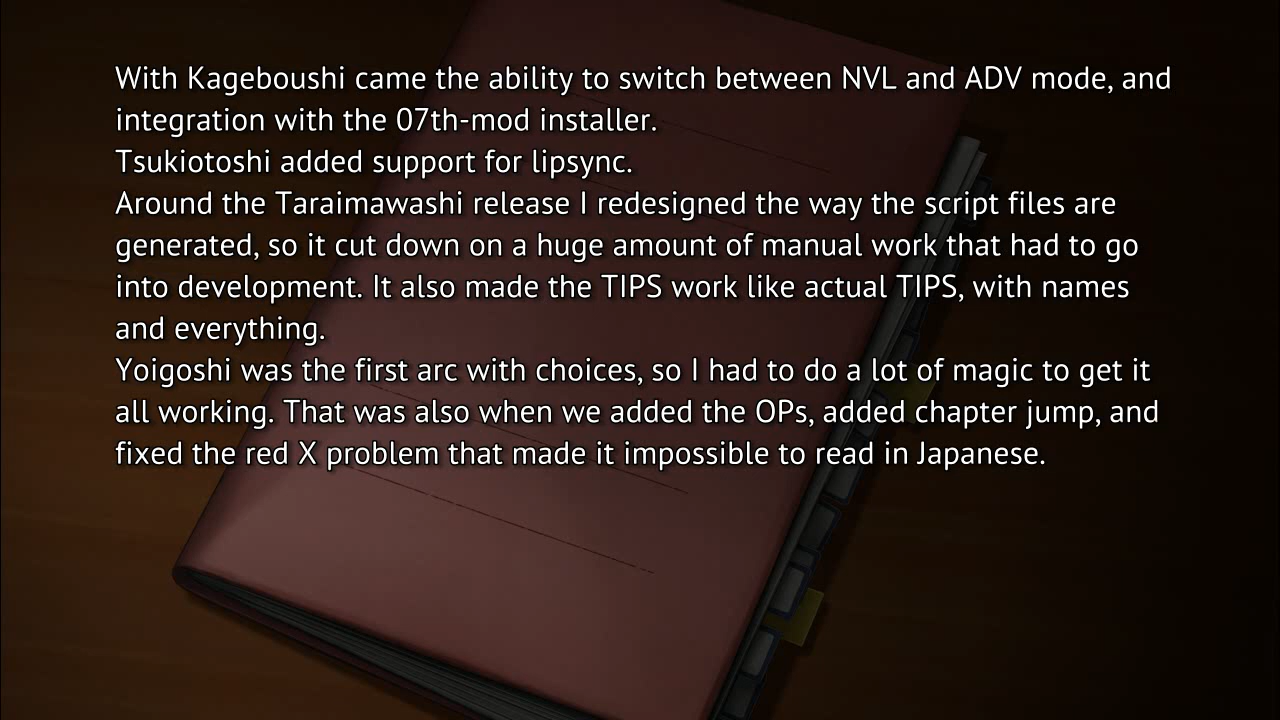 With Kageboushi came the ability to switch between NVL and ADV mode, and
integration with the 07th-mod installer.
Tsukiotoshi added support for lipsync.
Around the Taraimawashi release I redesigned the way the script files are
generated, so it cut down on a huge amount of manual work that had to go
into development. It also made the TIPS work like actual TIPS, with names
and everything.
Yoigoshi was the first arc with choices, so I had to do a lot of magic to get it
all working. That was also when we added the OPs, added chapter jump, and
fixed the red X problem that made it impossible to read in Japanese.